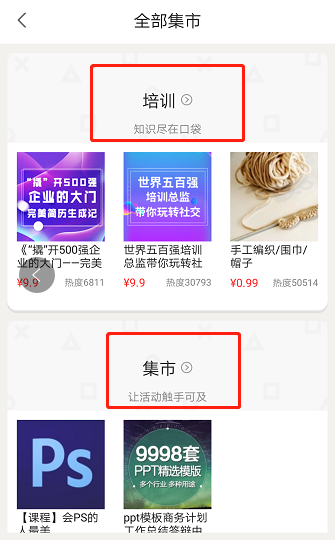 全部集市
培训
知识尽在口袋
“撬”开500强
企业的大门
完美简历生成记
世界五百强
培训总监
带你玩转社交
《“撬”开500强企
业的大门——完美
¥9.9 热度6811
世界五百强培训
总监带你玩转社
¥9.9 热度30793
手工编织/围巾/
帽子
¥0.99 热度50514
集市
让活动触手可及
Ps
9998套
PPT精选模版
多个行业 多种用途
【课程】会PS的
人最美
ppt模板商务计划
工作总结答辩中